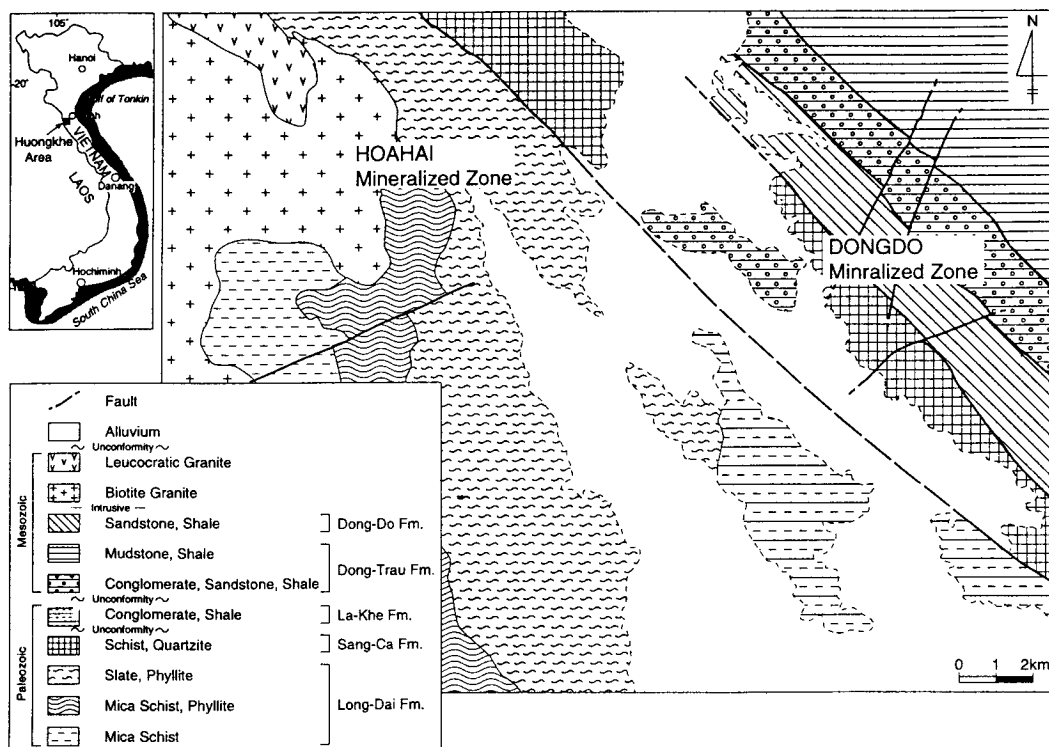 105°
Hanoi
20°
Gulf of Tonkin
Huongkhe
Area
VIETNAM
LAOS
Danang
Hochiminh
South China Sea
N
HOAHAI
Mineralized Zone
DONGDO
Minralized Zone
Fault
Alluvium
~ Unconformity ~
Leucocratic Granite
Biotite Granite
— Intrusive —
Sandstone, Shale
Dong-Do Fm.
Mudstone, Shale
Conglomerate, Sandstone, Shale
Dong-Trau Fm.
Mesozoic
~ Unconformity ~
Conglomerate, Shale
La-Khe Fm.
~ Unconformity ~
Schist, Quartzite
Sang-Ca Fm.
Slate, Phyllite
Mica Schist, Phyllite
Mica Schist
Long-Dai Fm.
Paleozoic
0 1 2km